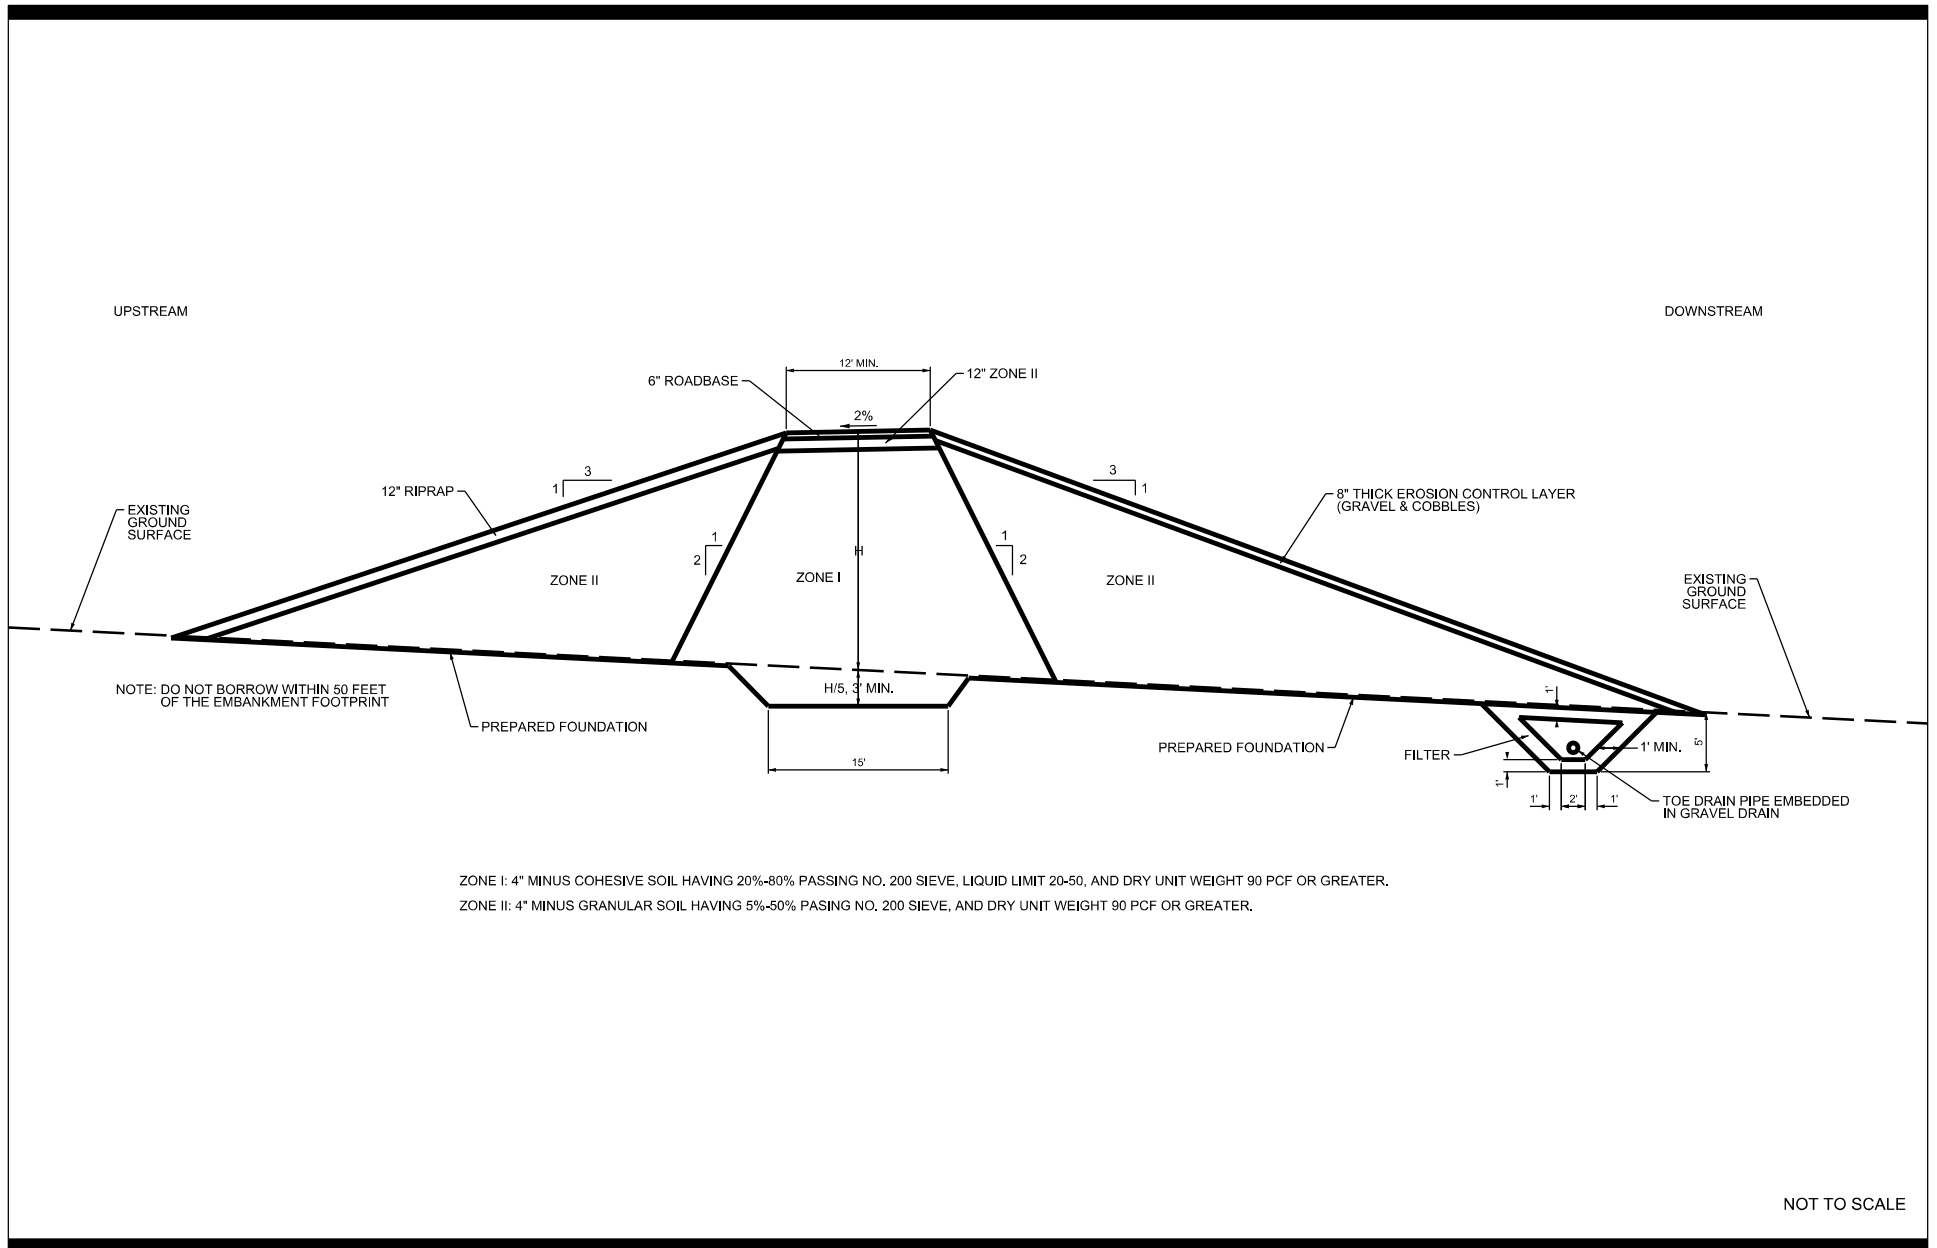 UPSTREAM
DOWNSTREAM
12' MIN.
6" ROADBASE
12" ZONE II
2%
3
1
3
1
12" RIPRAP
8" THICK EROSION CONTROL LAYER
(GRAVEL & COBBLES)
EXISTING
GROUND
SURFACE
1
2
1
2
H
ZONE II
ZONE I
ZONE II
EXISTING
GROUND
SURFACE
NOTE: DO NOT BORROW WITHIN 50 FEET
OF THE EMBANKMENT FOOTPRINT
H/5, 3' MIN.
1'
PREPARED FOUNDATION
PREPARED FOUNDATION
FILTER
1' MIN.
5'
15'
1'
1'
2'
1'
TOE DRAIN PIPE EMBEDDED
IN GRAVEL DRAIN
ZONE I: 4" MINUS COHESIVE SOIL HAVING 20%-80% PASSING NO. 200 SIEVE, LIQUID LIMIT 20-50, AND DRY UNIT WEIGHT 90 PCF OR GREATER.
ZONE II: 4" MINUS GRANULAR SOIL HAVING 5%-50% PASING NO. 200 SIEVE, AND DRY UNIT WEIGHT 90 PCF OR GREATER.
NOT TO SCALE